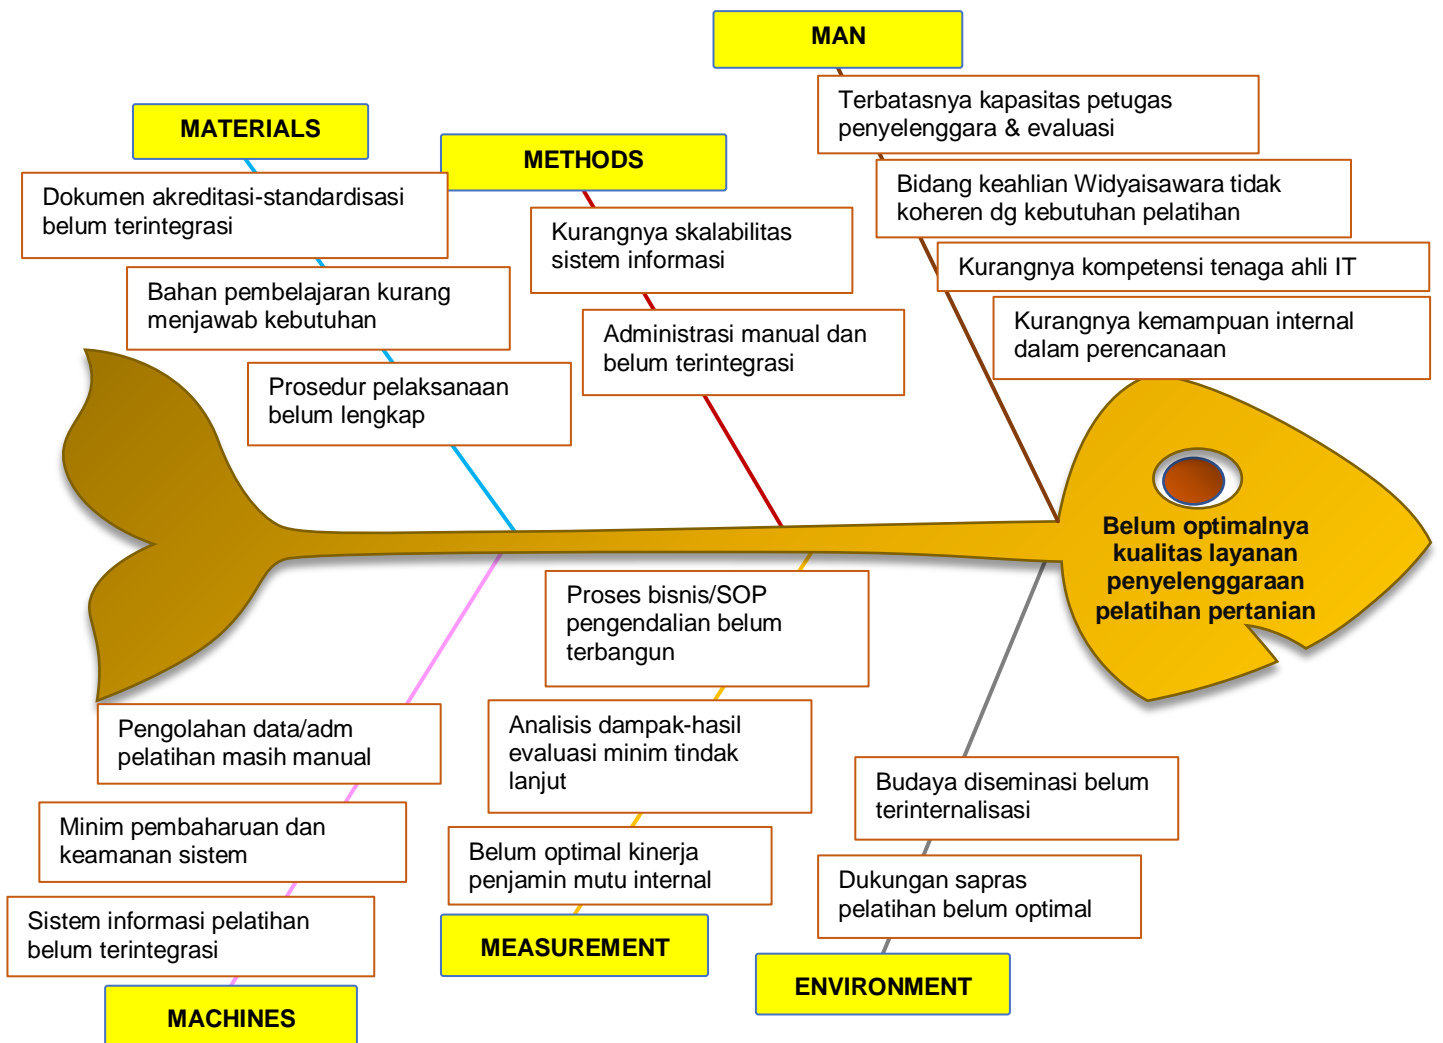 MAN
Terbatasnya kapasitas petugas
penyelenggara & evaluasi
Bidang keahlian Widyaisawara tidak
koheren dg kebutuhan pelatihan
Kurangnya kompetensi tenaga ahli IT
Kurangnya kemampuan internal
dalam perencanaan
MATERIALS
Dokumen akreditasi-standardisasi
belum terintegrasi
Bahan pembelajaran kurang
menjawab kebutuhan
Prosedur pelaksanaan
belum lengkap
METHODS
Kurangnya skalabilitas
sistem informasi
Administrasi manual dan
belum terintegrasi
Belum optimalnya
kualitas layanan
penyelenggaraan
pelatihan pertanian
Pengolahan data/adm
pelatihan masih manual
Minim pembaharuan dan
keamanan sistem
Sistem informasi pelatihan
belum terintegrasi
MACHINES
Proses bisnis/SOP
pengendalian belum
terbangun
Analisis dampak-hasil
evaluasi minim tindak
lanjut
Belum optimal kinerja
penjamin mutu internal
MEASUREMENT
Budaya diseminasi belum
terinternalisasi
Dukungan sapras
pelatihan belum optimal
ENVIRONMENT